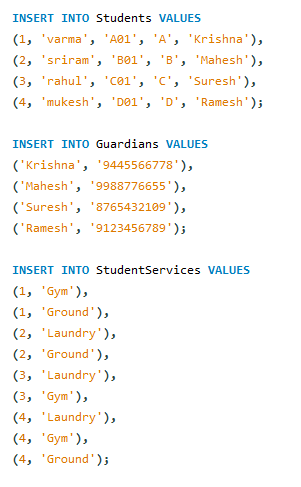 INSERT INTO Students VALUES
(1, 'varma', 'A01', 'A', 'Krishna'),
(2, 'sriram', 'B01', 'B', 'Mahesh'),
(3, 'rahul', 'C01', 'C', 'Suresh'),
(4, 'mukesh', 'D01', 'D', 'Ramesh');
INSERT INTO Guardians VALUES
('Krishna', '9445566778'),
('Mahesh', '9988776655'),
('Suresh', '8765432109'),
('Ramesh', '9123456789');
INSERT INTO StudentServices VALUES
(1, 'Gym'),
(1, 'Ground'),
(2, 'Laundry'),
(2, 'Ground'),
(3, 'Laundry'),
(3, 'Gym'),
(4, 'Laundry'),
(4, 'Gym'),
(4, 'Ground');